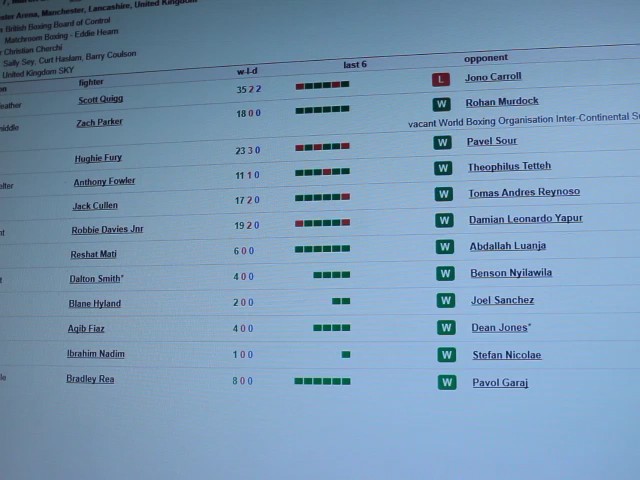 7,
ster Arena, Manchester, Lancashire, United Kingdom
British Boxing Board of Control
Matchroom Boxing - Eddie Hearn
Christian Cherchi
Sally Sey, Curt Haslam, Barry Coulson
United Kingdom SKY
fighter w-l-d last 6 opponent
eather Scott Quigg 35 2 2 L Jono Carroll
middle Zach Parker 18 0 0 W Rohan Murdock
vacant World Boxing Organisation Inter-Continental
Hughie Fury 23 3 0 W Pavel Sour
elter Anthony Fowler 11 1 0 W Theophilus Tetteh
Jack Cullen 17 2 0 W Tomas Andres Reynoso
Robbie Davies Jnr 19 2 0 W Damian Leonardo Yapur
Reshat Mati 6 0 0 W Abdallah Luanja
Dalton Smith* 4 0 0 W Benson Nyilawila
Blane Hyland 2 0 0 W Joel Sanchez
Aqib Fiaz 4 0 0 W Dean Jones*
Ibrahim Nadim 1 0 0 W Stefan Nicolae
Bradley Rea 8 0 0 W Pavol Garaj